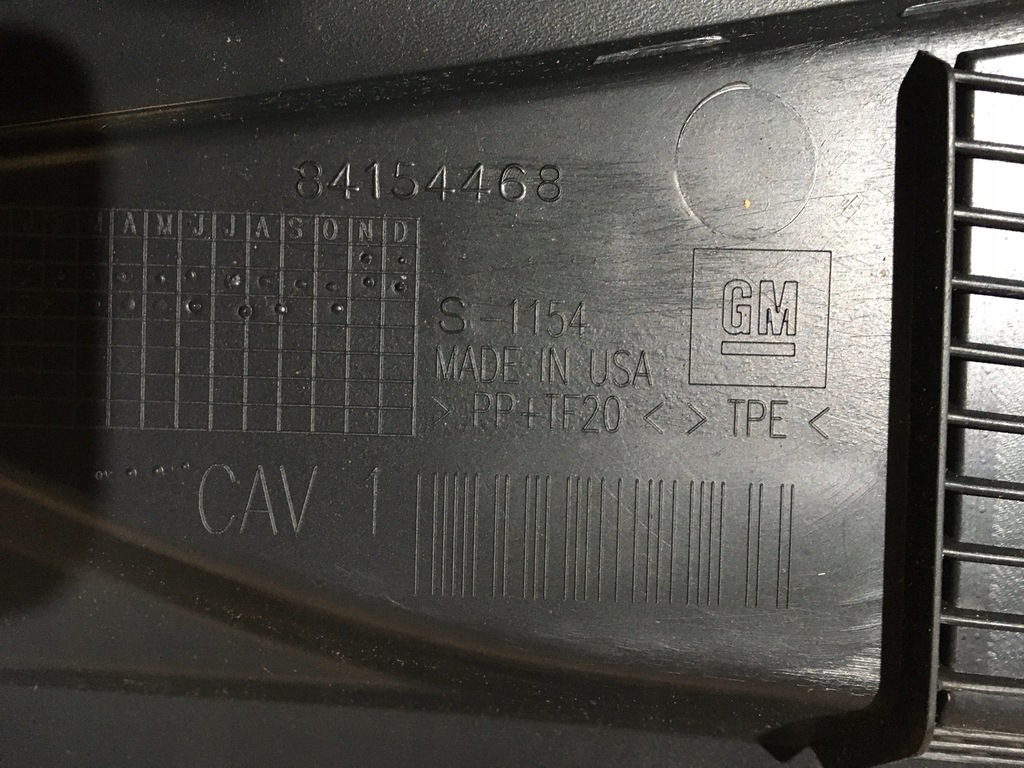 84154468
J A M J J A S O N D
S-1154
GM
MADE IN USA
> PP+TF20 < > TPE <
CAV 1